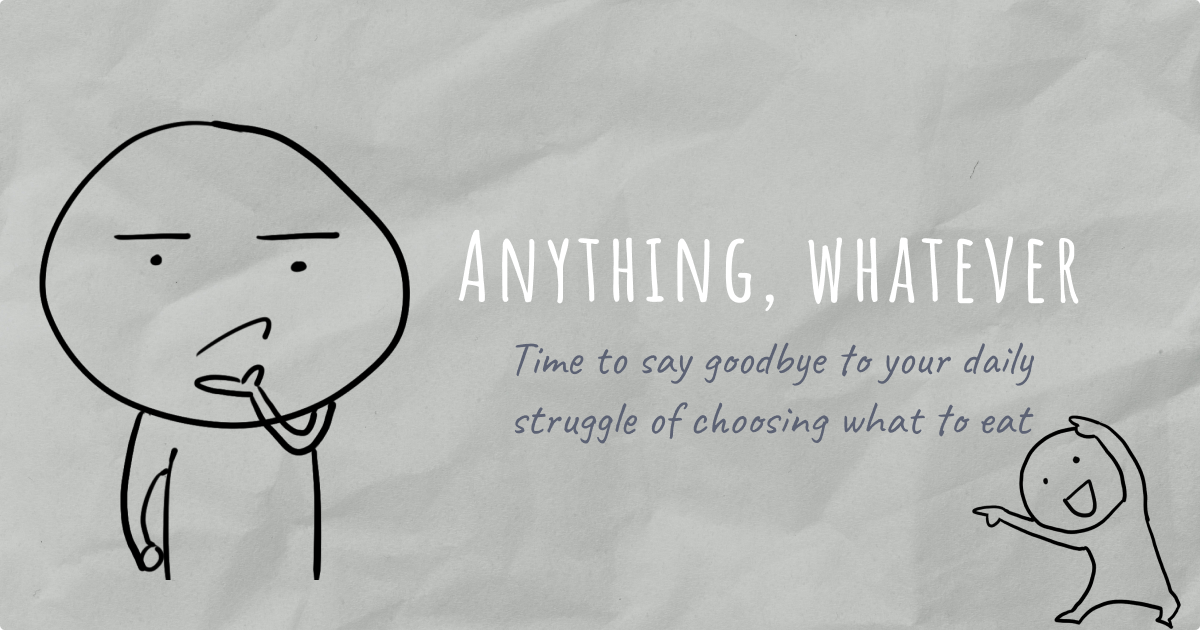 Anything, whatever
Time to say goodbye to your daily
struggle of choosing what to eat